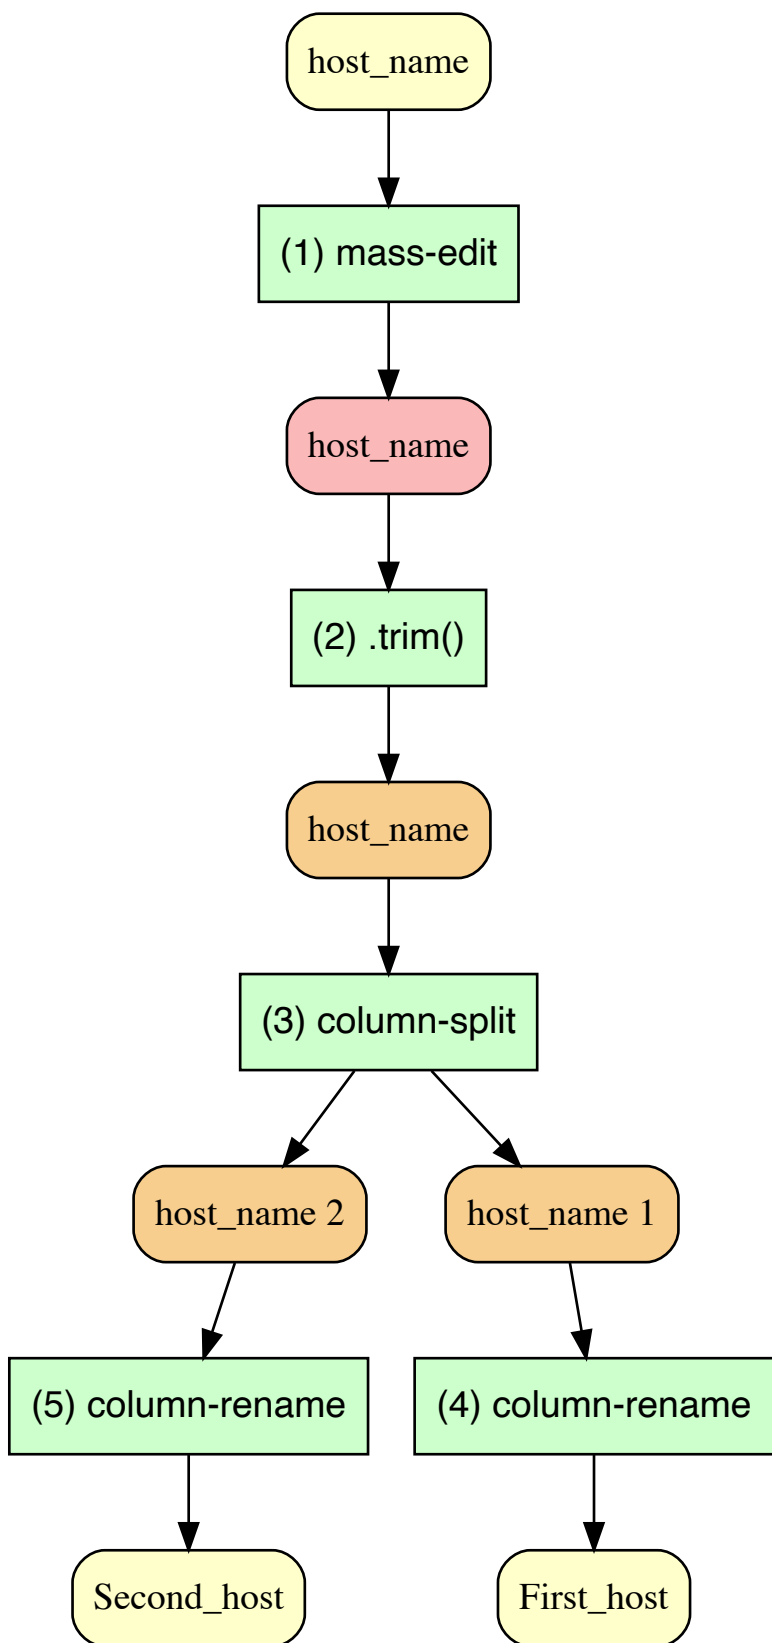 host_name
(1) mass-edit
host_name
(2) .trim()
host_name
(3) column-split
host_name 2
host_name 1
(5) column-rename
(4) column-rename
Second_host
First_host